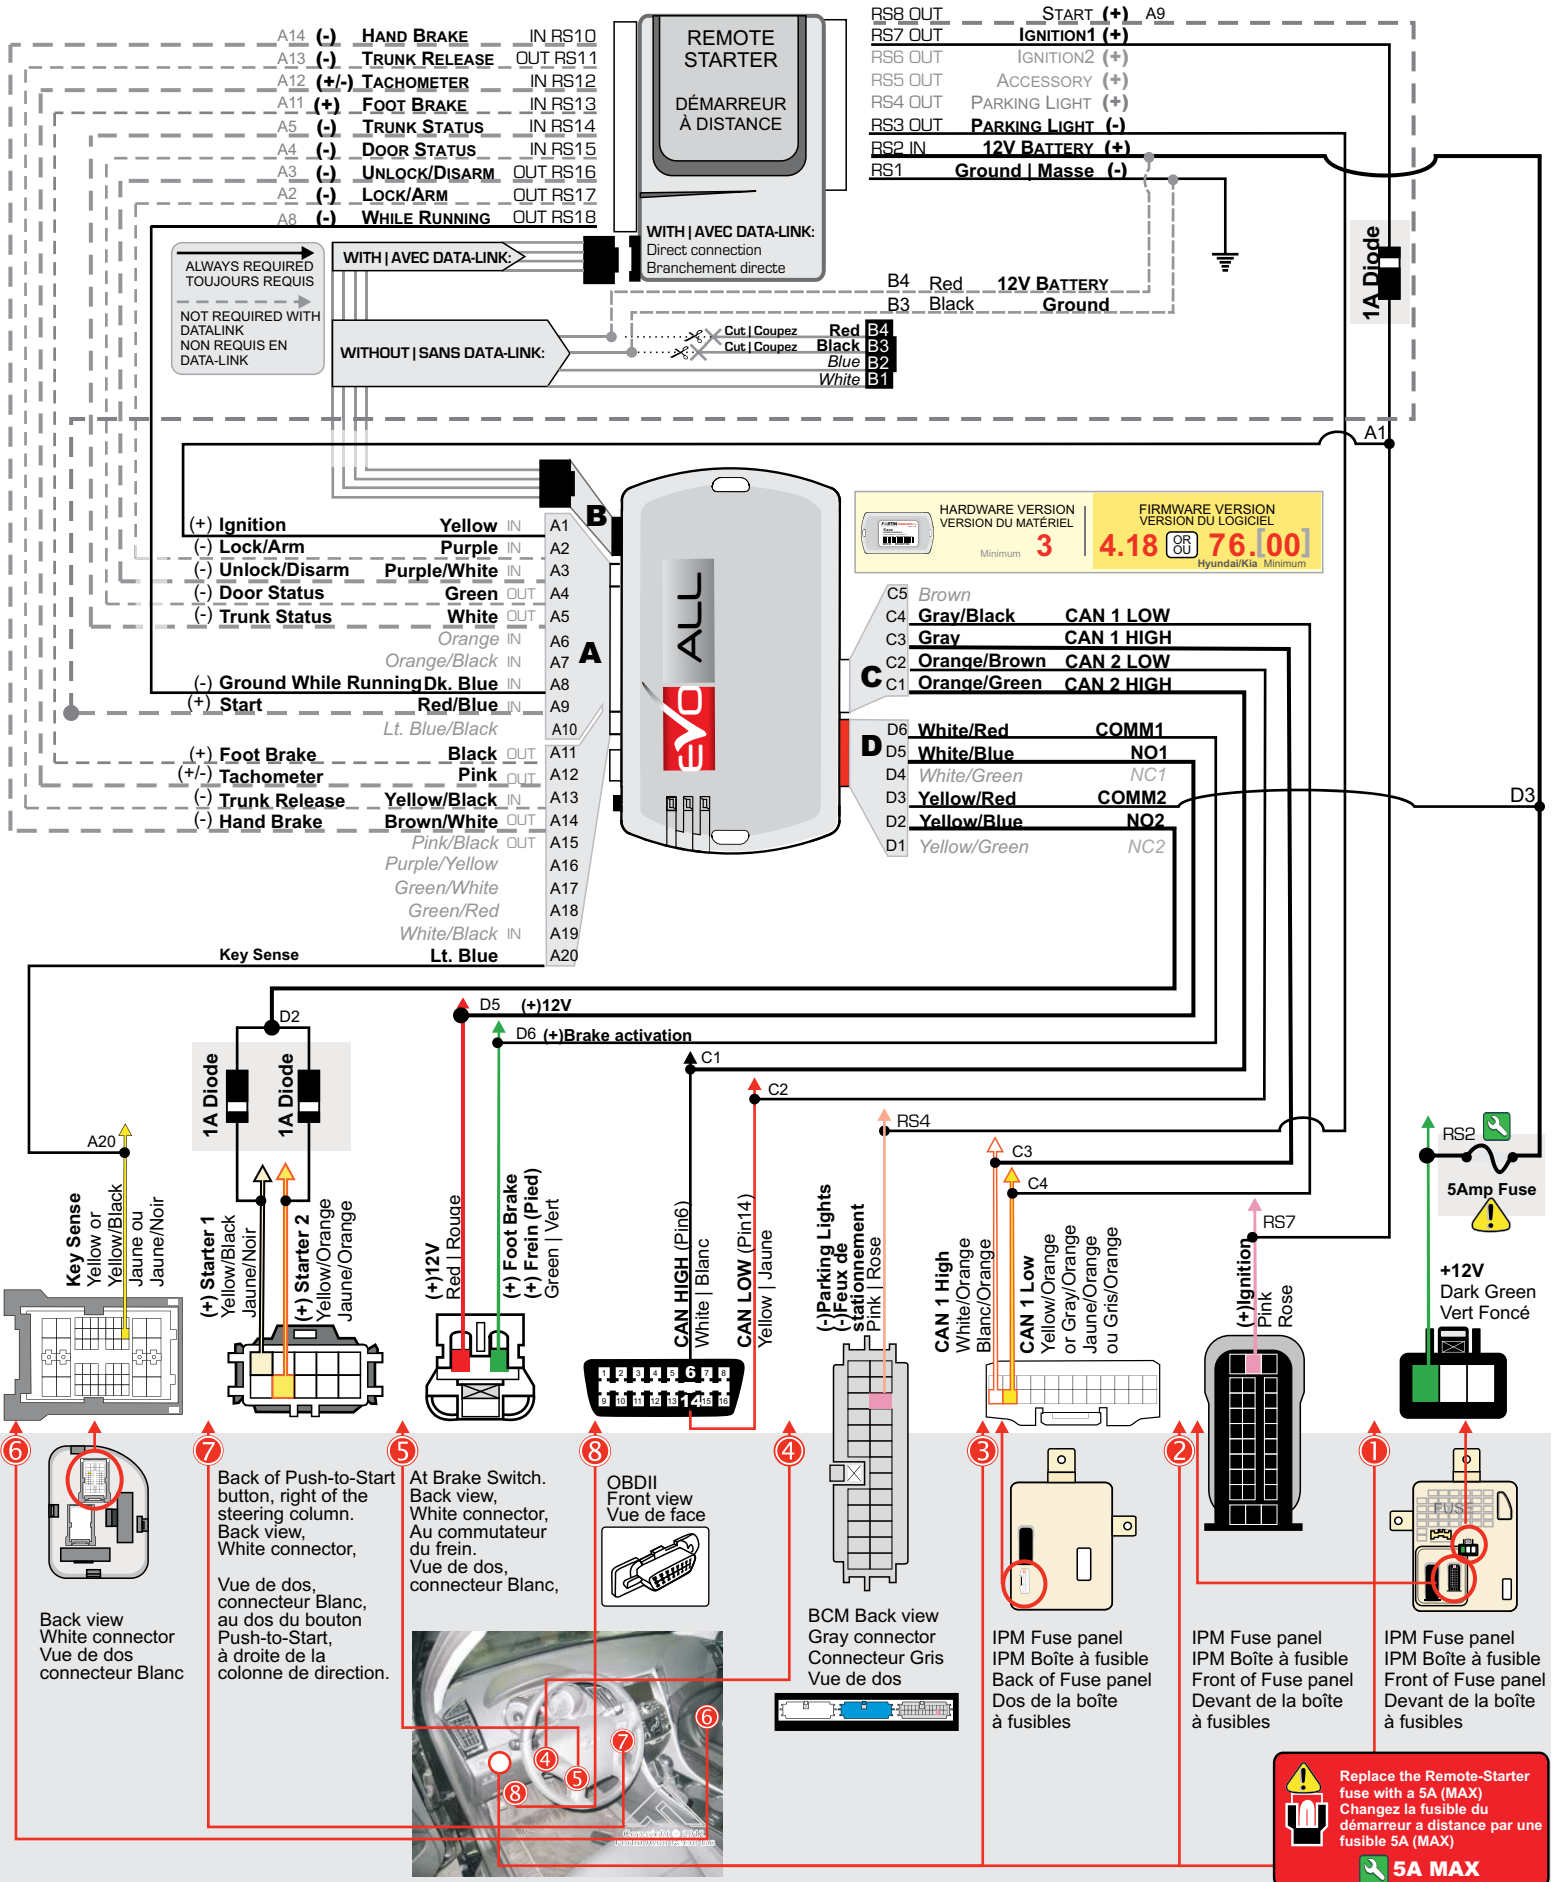 A14 (-) HAND BRAKE IN RS10
A13 (-) TRUNK RELEASE OUT RS11
A12 (+/-) TACHOMETER IN RS12
A11 (+) FOOT BRAKE IN RS13
A5 (-) TRUNK STATUS IN RS14
A4 (-) DOOR STATUS IN RS15
A3 (-) UNLOCK/DISARM OUT RS16
A2 (-) LOCK/ARM OUT RS17
A8 (-) WHILE RUNNING OUT RS18
REMOTE
STARTER
DÉMARREUR
À DISTANCE
WITH | AVEC DATA-LINK:
Direct connection
Branchement directe
RS8 OUT START (+) A9
RS7 OUT IGNITION1 (+)
RS6 OUT IGNITION2 (+)
RS5 OUT ACCESSORY (+)
RS4 OUT PARKING LIGHT (+)
RS3 OUT PARKING LIGHT (-)
RS2 IN 12V BATTERY (+)
RS1 Ground | Masse (-)
1A Diode
ALWAYS REQUIRED
TOUJOURS REQUIS
NOT REQUIRED WITH
DATALINK
NON REQUIS EN
DATA-LINK
WITH | AVEC DATA-LINK:
WITHOUT | SANS DATA-LINK:
B4 Red 12V BATTERY
B3 Black Ground
Cut | Coupez Red B4
Cut | Coupez Black B3
Blue B2
White B1
A1
HARDWARE VERSION
VERSION DU MATÉRIEL
Minimum 3
FIRMWARE VERSION
VERSION DU LOGICIEL
4.18 OR OU 76.[00]
Hyundai/Kia Minimum
B
(+) Ignition Yellow IN A1
(-) Lock/Arm Purple IN A2
(-) Unlock/Disarm Purple/White IN A3
(-) Door Status Green OUT A4
(-) Trunk Status White OUT A5
Orange IN A6
Orange/Black IN A7
A
(-) Ground While Running Dk. Blue IN A8
(+) Start Red/Blue IN A9
Lt. Blue/Black A10
(+) Foot Brake Black OUT A11
(+/-) Tachometer Pink OUT A12
(-) Trunk Release Yellow/Black IN A13
(-) Hand Brake Brown/White OUT A14
Pink/Black OUT A15
Purple/Yellow A16
Green/White A17
Green/Red A18
White/Black IN A19
Key Sense Lt. Blue A20
EVO ALL
C5 Brown
C4 Gray/Black CAN 1 LOW
C3 Gray CAN 1 HIGH
C2 Orange/Brown CAN 2 LOW
C
C1 Orange/Green CAN 2 HIGH
D6 White/Red COMM1
D
D5 White/Blue NO1
D4 White/Green NC1
D3 Yellow/Red COMM2
D2 Yellow/Blue NO2
D1 Yellow/Green NC2
D3
D2
D5 (+)12V
D6 (+)Brake activation
C1
C2
RS4
C3
C4
RS7
RS2
5Amp Fuse
1A Diode
1A Diode
A20
Key Sense
Yellow or
Yellow/Black
Jaune ou
Jaune/Noir
(+) Starter 1
Yellow/Black
Jaune/Noir
(+) Starter 2
Yellow/Orange
Jaune/Orange
(+)12V
Red | Rouge
(+) Foot Brake
(+) Frein (Pied)
Green | Vert
CAN HIGH (Pin6)
White | Blanc
CAN LOW (Pin14)
Yellow | Jaune
(-)Parking Lights
(-)Feux de
stationnement
Pink | Rose
CAN 1 High
White/Orange
Blanc/Orange
CAN 1 Low
Yellow/Orange
or Gray/Orange
Jaune/Orange
ou Gris/Orange
(+)Ignition
Pink
Rose
+12V
Dark Green
Vert Foncé
1 2 3 4 5 6 7 8
9 10 11 12 13 14 15 16
6
7
5
8
4
3
2
1
Back view
White connector
Vue de dos
connecteur Blanc
Back of Push-to-Start
button, right of the
steering column.
Back view,
White connector,
Vue de dos,
connecteur Blanc,
au dos du bouton
Push-to-Start,
à droite de la
colonne de direction.
At Brake Switch.
Back view,
White connector,
Au commutateur
du frein.
Vue de dos,
connecteur Blanc,
OBDII
Front view
Vue de face
BCM Back view
Gray connector
Connecteur Gris
Vue de dos
IPM Fuse panel
IPM Boîte à fusible
Back of Fuse panel
Dos de la boîte
à fusibles
IPM Fuse panel
IPM Boîte à fusible
Front of Fuse panel
Devant de la boîte
à fusibles
FUSE
IPM Fuse panel
IPM Boîte à fusible
Front of Fuse panel
Devant de la boîte
à fusibles
4
5
6
7
8
Replace the Remote-Starter
fuse with a 5A (MAX)
Changez la fusible du
démarreur a distance par une
fusible 5A (MAX)
5A MAX